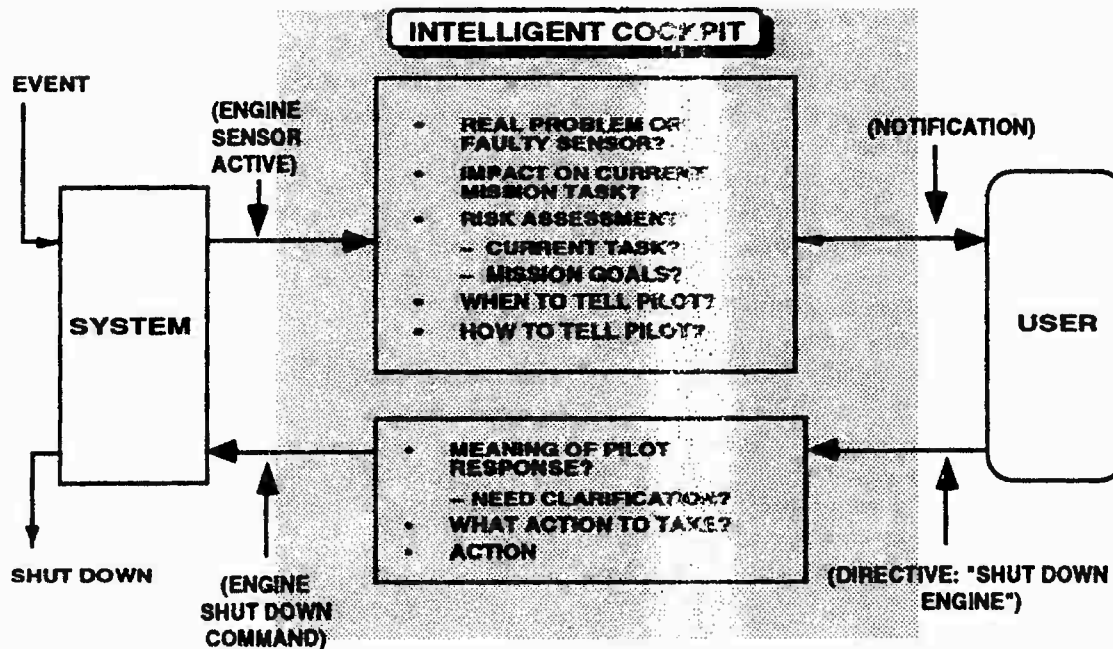 INTELLIGENT COCKPIT
EVENT
(ENGINE
SENSOR
ACTIVE)
• REAL PROBLEM OR
FAULTY SENSOR?
• IMPACT ON CURRENT
MISSION TASK?
• RISK ASSESSMENT
– CURRENT TASK?
– MISSION GOALS?
• WHEN TO TELL PILOT?
• HOW TO TELL PILOT?
(NOTIFICATION)
SYSTEM
USER
• MEANING OF PILOT
RESPONSE?
– NEED CLARIFICATION?
• WHAT ACTION TO TAKE?
• ACTION
SHUT DOWN
(ENGINE
SHUT DOWN
COMMAND)
(DIRECTIVE: "SHUT DOWN
ENGINE")